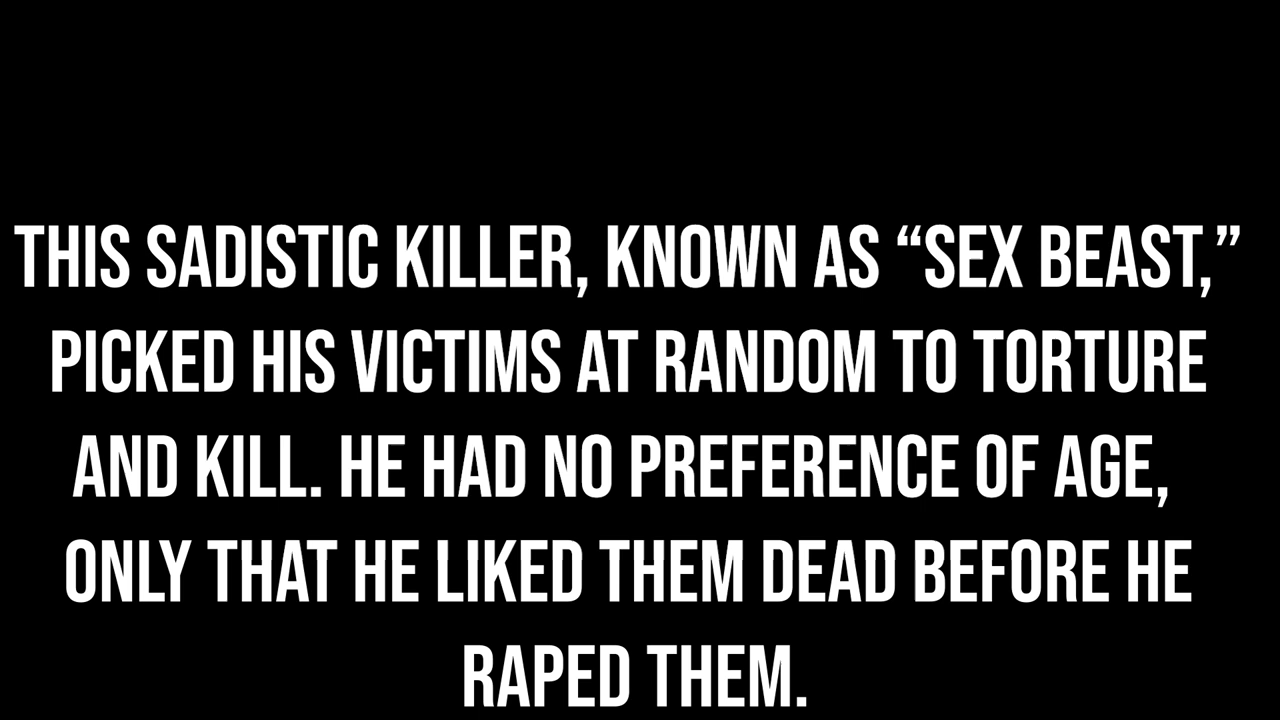 THIS SADISTIC KILLER, KNOWN AS “SEX BEAST,”
PICKED HIS VICTIMS AT RANDOM TO TORTURE
AND KILL. HE HAD NO PREFERENCE OF AGE,
ONLY THAT HE LIKED THEM DEAD BEFORE HE
RAPED THEM.